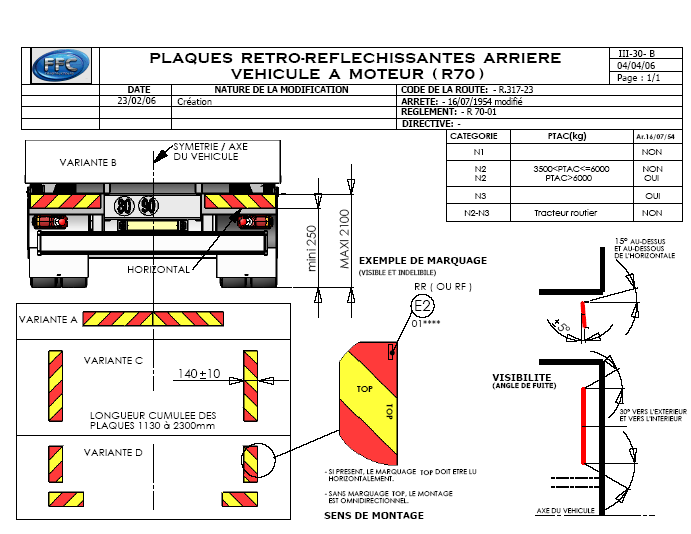 FFC
PLAQUES RETRO-REFLECHISSANTES ARRIERE
VEHICULE A MOTEUR ( R70 )
III-30- B
04/04/06
Page : 1/1
DATE
NATURE DE LA MODIFICATION
CODE DE LA ROUTE: - R.317-23
23/02/06
Création
ARRETE: - 16/07/1954 modifié
REGLEMENT: - R 70-01
DIRECTIVE: -
CATEGORIE
PTAC(kg)
Ar.16/07/54
N1
NON
N2
3500<PTAC<=6000
NON
N2
PTAC>6000
OUI
N3
OUI
N2-N3
Tracteur routier
NON
SYMETRIE / AXE
DU VEHICULE
VARIANTE B
90
90
mini 250
MAXI 2100
HORIZONTAL
VARIANTE A
VARIANTE C
140±10
LONGUEUR CUMULEE DES
PLAQUES 1130 à 2300mm
VARIANTE D
EXEMPLE DE MARQUAGE
(VISIBLE ET INDELIBILE)
RR ( OU RF )
E2
01****
TOP
TOP
- SI PRESENT, LE MARQUAGE TOP DOIT ETRE LU
HORIZONTALEMENT.
- SANS MARQUAGE TOP, LE MONTAGE
EST OMNIDIRECTIONNEL.
SENS DE MONTAGE
15° AU-DESSUS
ET AU-DESSOUS
DE L'HORIZONTALE
±5°
VISIBILITE
(ANGLE DE FUITE)
30° VERS L'EXTERIEUR
ET VERS L'INTERIEUR
AXE DU VEHICULE